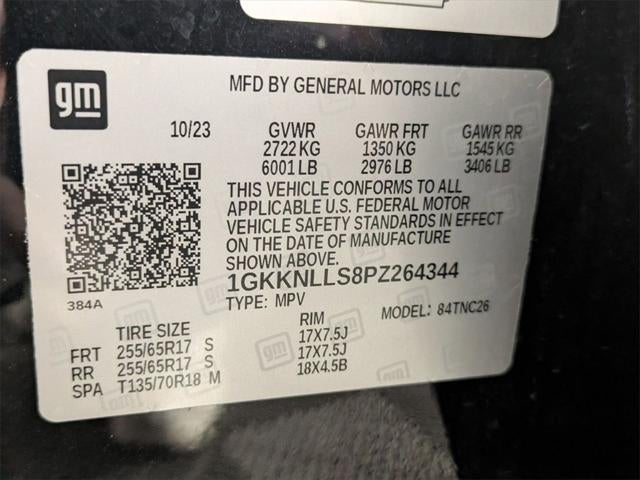 gm
MFD BY GENERAL MOTORS LLC
10/23 GVWR GAWR FRT GAWR RR
2722 KG 1350 KG 1545 KG
6001 LB 2976 LB 3406 LB
THIS VEHICLE CONFORMS TO ALL
APPLICABLE U.S. FEDERAL MOTOR
VEHICLE SAFETY STANDARDS IN EFFECT
ON THE DATE OF MANUFACTURE
SHOWN ABOVE.
1GKKNLLS8PZ264344
384A
TYPE: MPV MODEL: 84TNC26
TIRE SIZE RIM
FRT 255/65R17 S 17X7.5J
RR 255/65R17 S 17X7.5J
SPA T135/70R18 M 18X4.5B